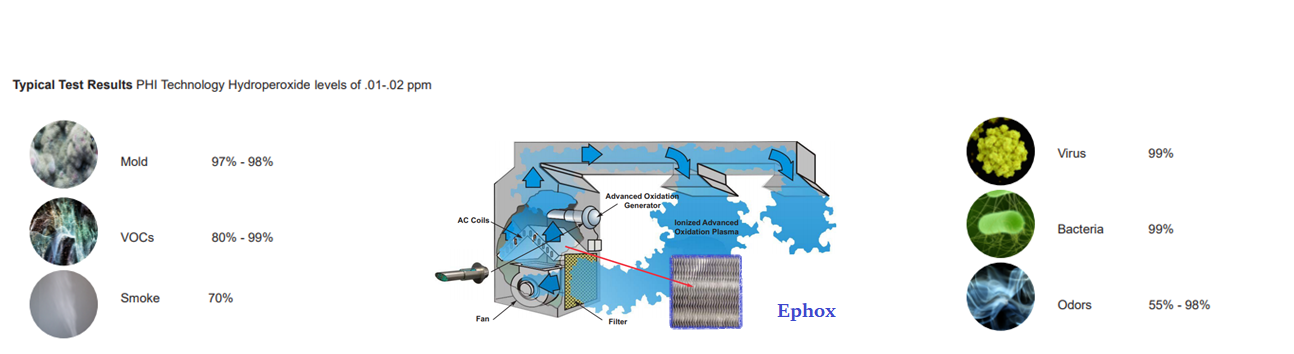 Typical Test Results PHI Technology Hydroperoxide levels of .01-.02 ppm
Mold 97% - 98%
VOCs 80% - 99%
Smoke 70%
Advanced Oxidation
Generator
AC Coils
Ionized Advanced
Oxidation Plasma
Fan
Filter
Ephox
Virus 99%
Bacteria 99%
Odors 55% - 98%